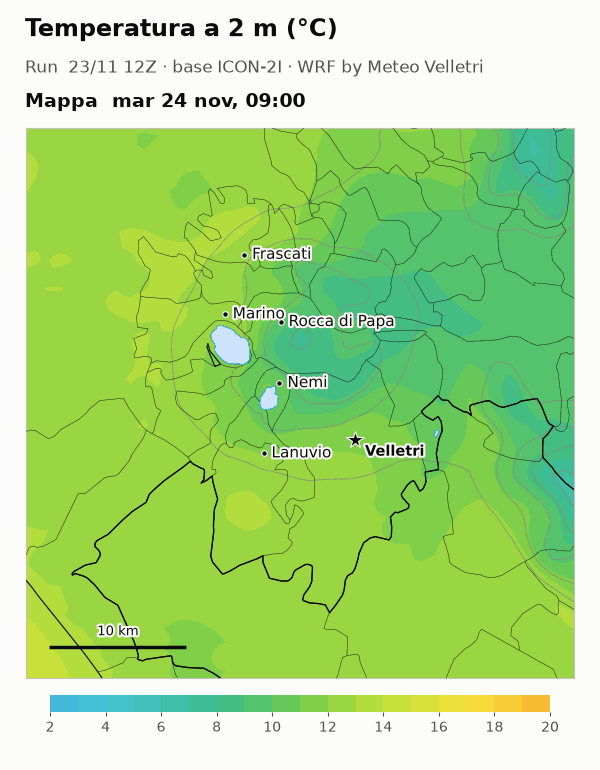 Temperatura a 2 m (°C)
Run  23/11 12Z · base ICON-2I · WRF by Meteo Velletri
Mappa  mar 24 nov, 09:00
Frascati
Marino
Rocca di Papa
Nemi
Velletri
Lanuvio
10 km
2 4 6 8 10 12 14 16 18 20